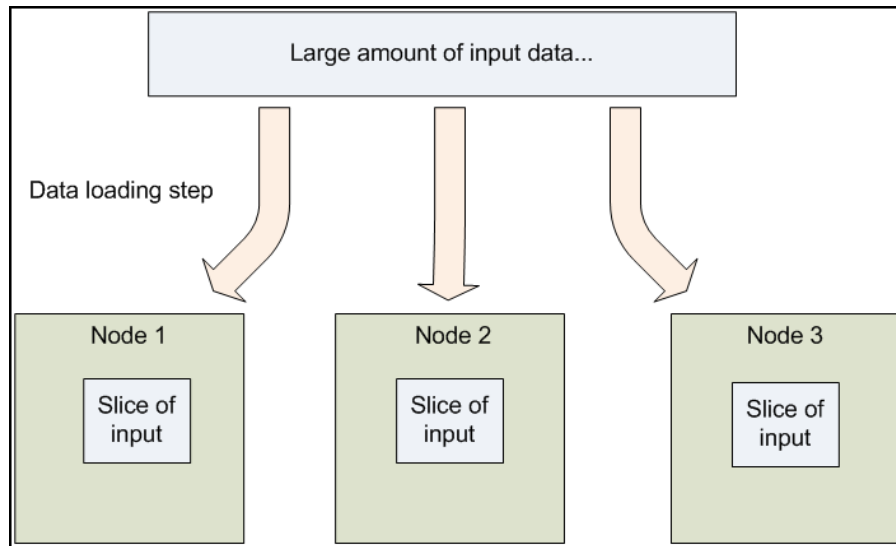 Large amount of input data...
Data loading step
Node 1
Node 2
Node 3
Slice of
input
Slice of
input
Slice of
input